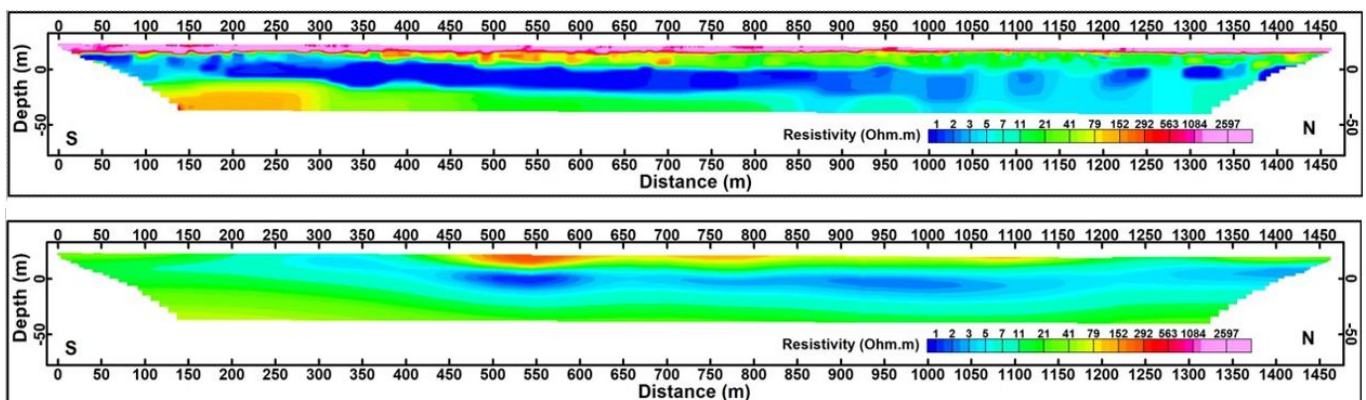 0 50 100 150 200 250 300 350 400 450 500 550 600 650 700 750 800 850 900 950 1000 1050 1100 1150 1200 1250 1300 1350 1400 1450
Depth (m)
0
-50
0
-50
S
N
Resistivity (Ohm.m)
1 2 3 5 7 11 21 41 79 152 292 563 1084 2597
0 50 100 150 200 250 300 350 400 450 500 550 600 650 700 750 800 850 900 950 1000 1050 1100 1150 1200 1250 1300 1350 1400 1450
Distance (m)
0 50 100 150 200 250 300 350 400 450 500 550 600 650 700 750 800 850 900 950 1000 1050 1100 1150 1200 1250 1300 1350 1400 1450
Depth (m)
0
-50
0
-50
S
N
Resistivity (Ohm.m)
1 2 3 5 7 11 21 41 79 152 292 563 1084 2597
0 50 100 150 200 250 300 350 400 450 500 550 600 650 700 750 800 850 900 950 1000 1050 1100 1150 1200 1250 1300 1350 1400 1450
Distance (m)